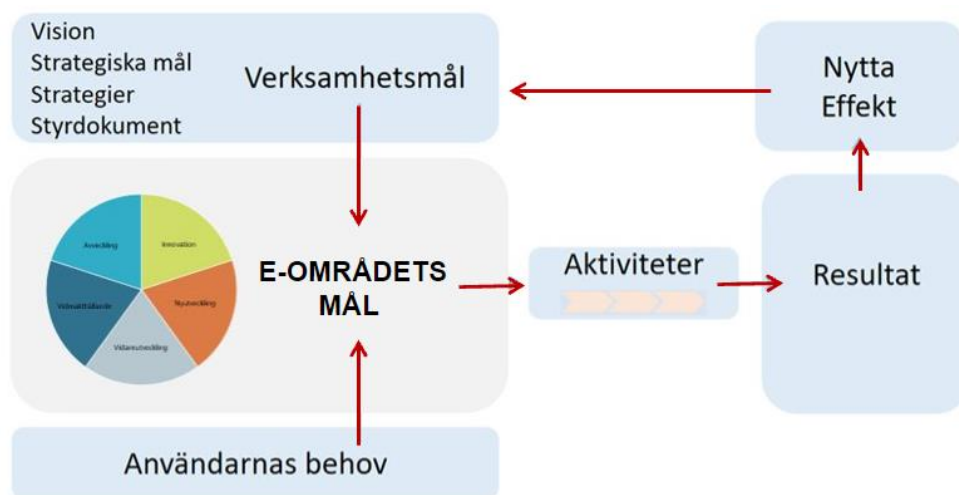 Vision
Strategiska mål
Strategier
Styrdokument
Verksamhetsmål
Nytta
Effekt
Avveckling
Innovation
Vidmakthållande
Nyutveckling
Vidareutveckling
E-OMRÅDETS
MÅL
Aktiviteter
Resultat
Användarnas behov